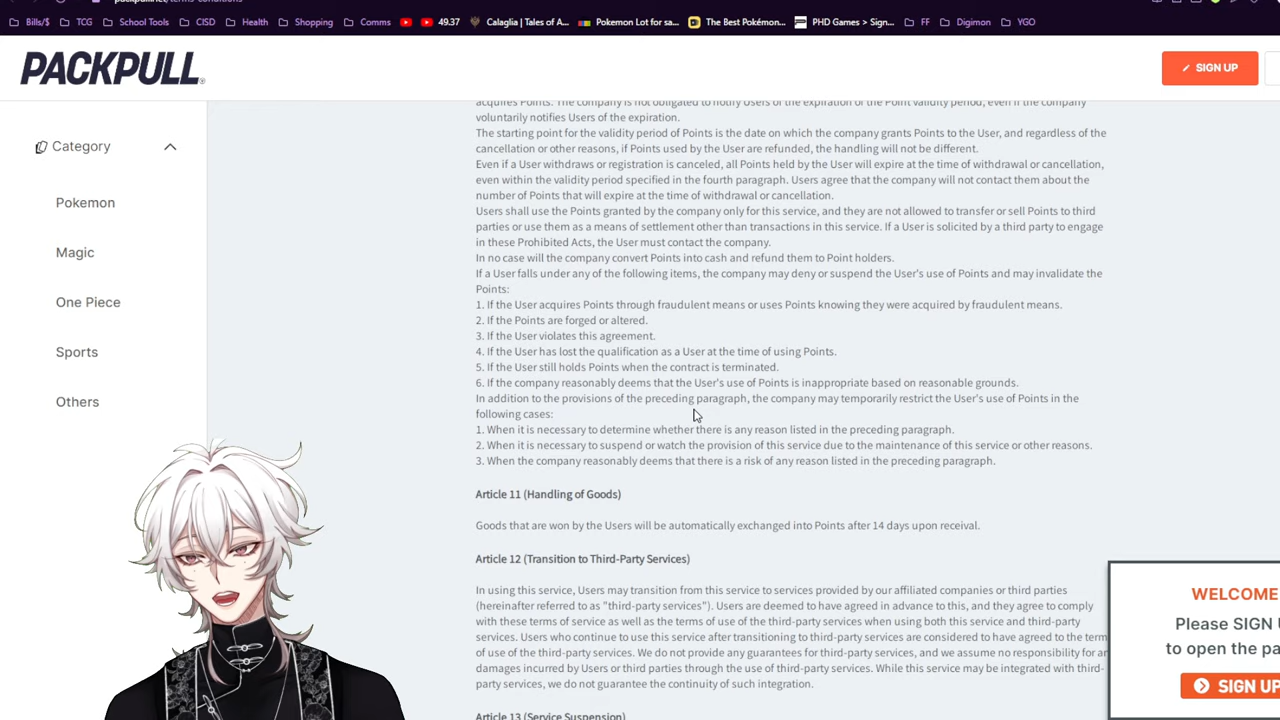 Bills/$
TCG
School Tools
CISD
Health
Shopping
Comms
49.37
Calaglia | Tales of A...
Pokemon Lot for sa...
The Best Pokémon...
PHD Games > Sign...
FF
Digimon
YGO
PACKPULL
SIGN UP
Category
Pokemon
Magic
One Piece
Sports
Others
acquires Points. The company is not obligated to notify Users of the expiration of the Point validity period, even if the company
voluntarily notifies Users of the expiration.
The starting point for the validity period of Points is the date on which the company grants Points to the User, and regardless of the
cancellation or other reasons, if Points used by the User are refunded, the handling will not be different.
Even if a User withdraws or registration is canceled, all Points held by the User will expire at the time of withdrawal or cancellation,
even within the validity period specified in the fourth paragraph. Users agree that the company will not contact them about the
number of Points that will expire at the time of withdrawal or cancellation.
Users shall use the Points granted by the company only for this service, and they are not allowed to transfer or sell Points to third
parties or use them as a means of settlement other than transactions in this service. If a User is solicited by a third party to engage
in these Prohibited Acts, the User must contact the company.
In no case will the company convert Points into cash and refund them to Point holders.
If a User falls under any of the following items, the company may deny or suspend the User's use of Points and may invalidate the
Points:
1. If the User acquires Points through fraudulent means or uses Points knowing they were acquired by fraudulent means.
2. If the Points are forged or altered.
3. If the User violates this agreement.
4. If the User has lost the qualification as a User at the time of using Points.
5. If the User still holds Points when the contract is terminated.
6. If the company reasonably deems that the User's use of Points is inappropriate based on reasonable grounds.
In addition to the provisions of the preceding paragraph, the company may temporarily restrict the User's use of Points in the
following cases:
1. When it is necessary to determine whether there is any reason listed in the preceding paragraph.
2. When it is necessary to suspend or watch the provision of this service due to the maintenance of this service or other reasons.
3. When the company reasonably deems that there is a risk of any reason listed in the preceding paragraph.
Article 11 (Handling of Goods)
Goods that are won by the Users will be automatically exchanged into Points after 14 days upon receival.
Article 12 (Transition to Third-Party Services)
In using this service, Users may transition from this service to services provided by our affiliated companies or third parties
(hereinafter referred to as "third-party services"). Users are deemed to have agreed in advance to this, and they agree to comply
with these terms of service as well as the terms of use of the third-party services when using both this service and third-party
services. Users who continue to use this service after transitioning to third-party services are considered to have agreed to the term
of use of the third-party services. We do not provide any guarantees for third-party services, and we assume no responsibility for
damages incurred by Users or third parties through the use of third-party services. While this service may be integrated with third-
party services, we do not guarantee the continuity of such integration.
Article 13 (Service Suspension)
WELCOME
Please SIGN
to open the pa
SIGN UP